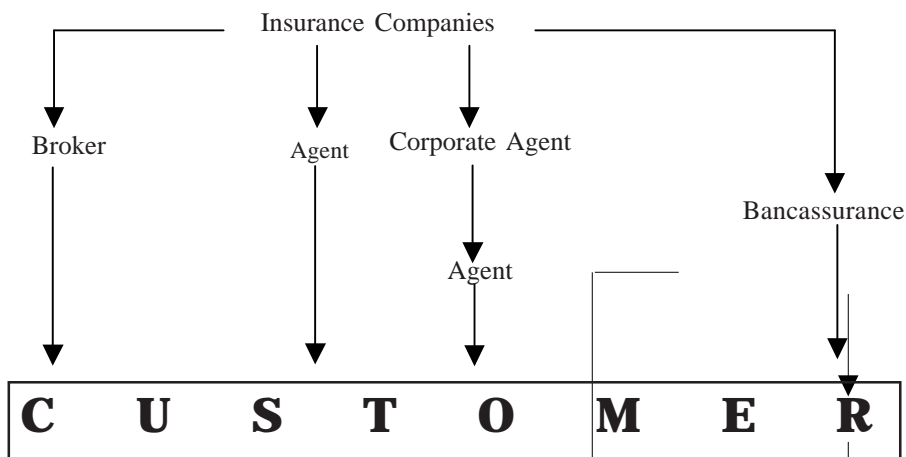 Insurance Companies
Broker
Agent
Corporate Agent
Bancassurance
Agent
C U S T O M E R